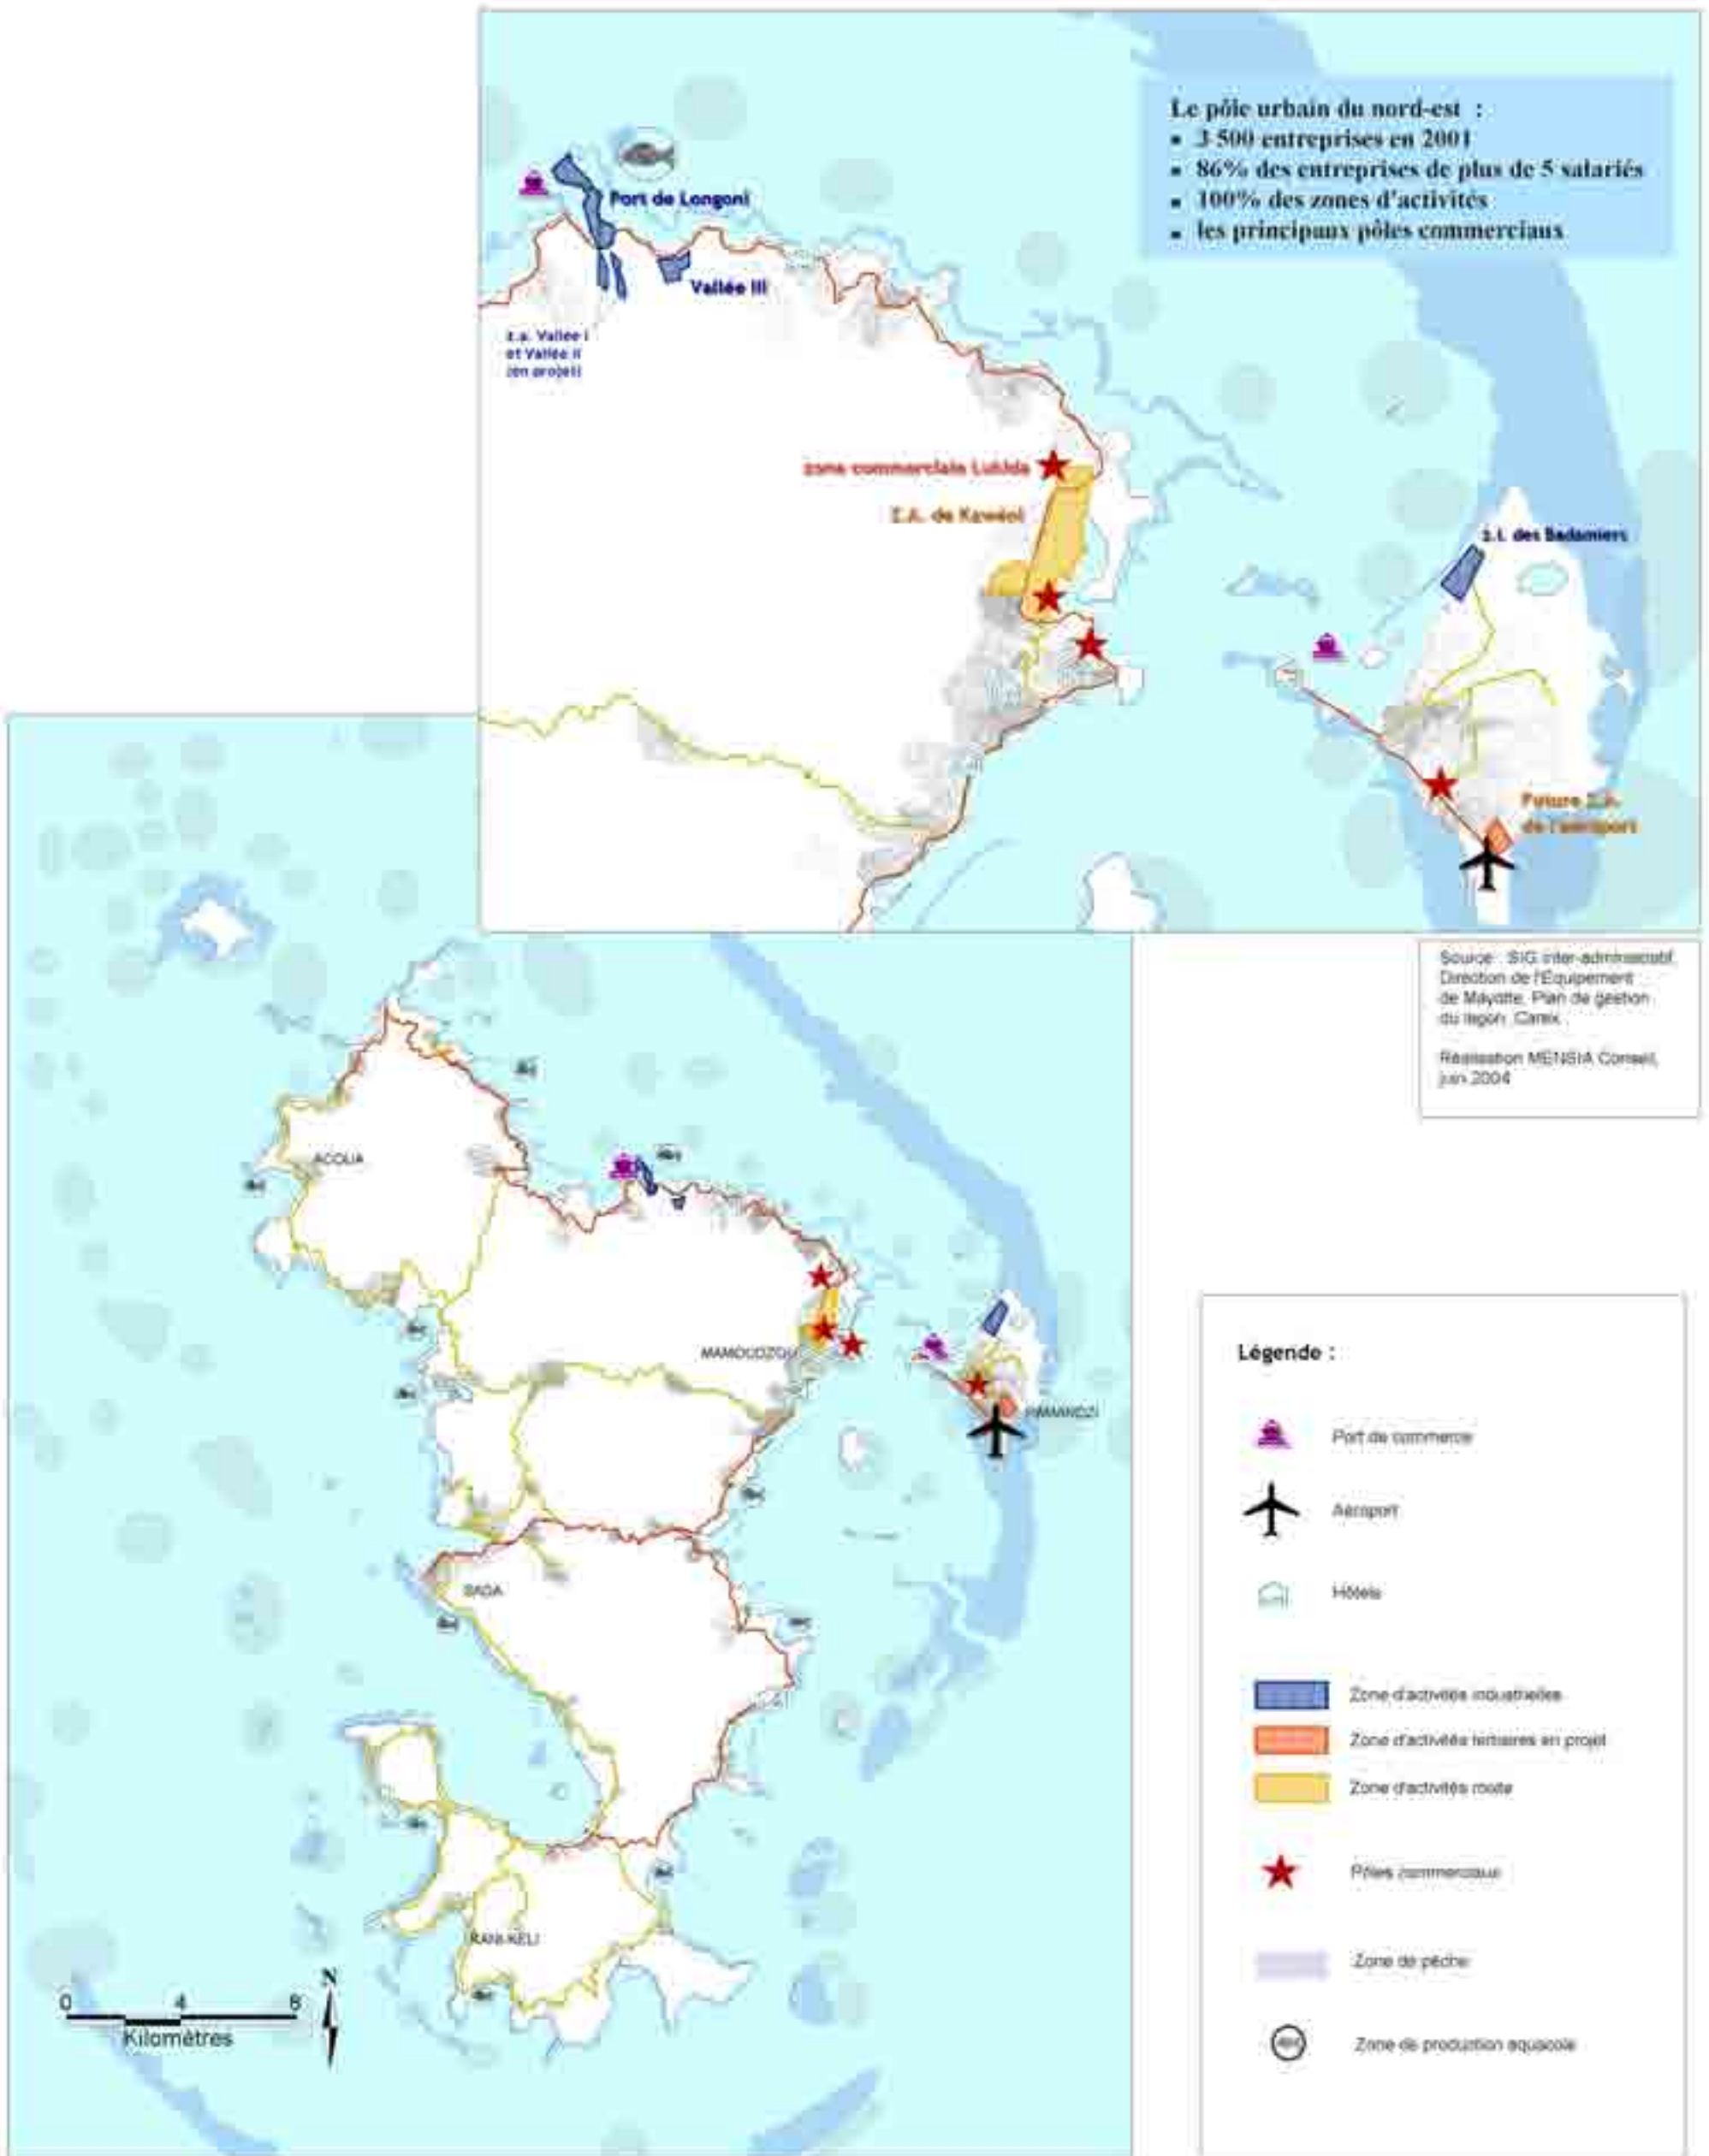 Le pôle urbain du nord-est :
▪ 3 500 entreprises en 2001
▪ 86% des entreprises de plus de 5 salariés
▪ 100% des zones d'activités
▪ les principaux pôles commerciaux
Port de Longoni
Vallée III
z.a. Vallée I
et Vallée II
(en projet)
zone commerciale
Z.A. de
z.i. des Badamiers
Future Z.A.
de l'aéroport
Source : SIG inter-administratif,
Direction de l'Equipement
de Mayotte, Plan de gestion
du lagon, Carex.
Réalisation MENSIA Conseil,
juin 2004
ACOUA
MAMOUDZOU
PAMANDZI
SADA
KANI-KELI
0 4 8
Kilomètres
N
Légende :
Port de commerce
Aéroport
Hôtels
Zone d'activités industrielles
Zone d'activités tertiaires en projet
Zone d'activités mixte
Pôles commerciaux
Zone de pêche
Zone de production aquacole